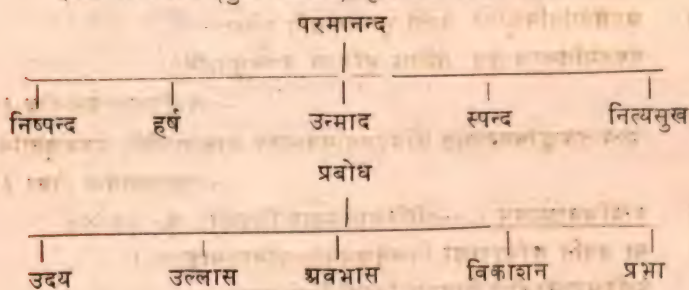 परमानन्द
निष्पन्द हर्ष उन्माद स्पन्द नित्यसुख
प्रबोध
उदय उल्लास अवभास विकाशन प्रभा